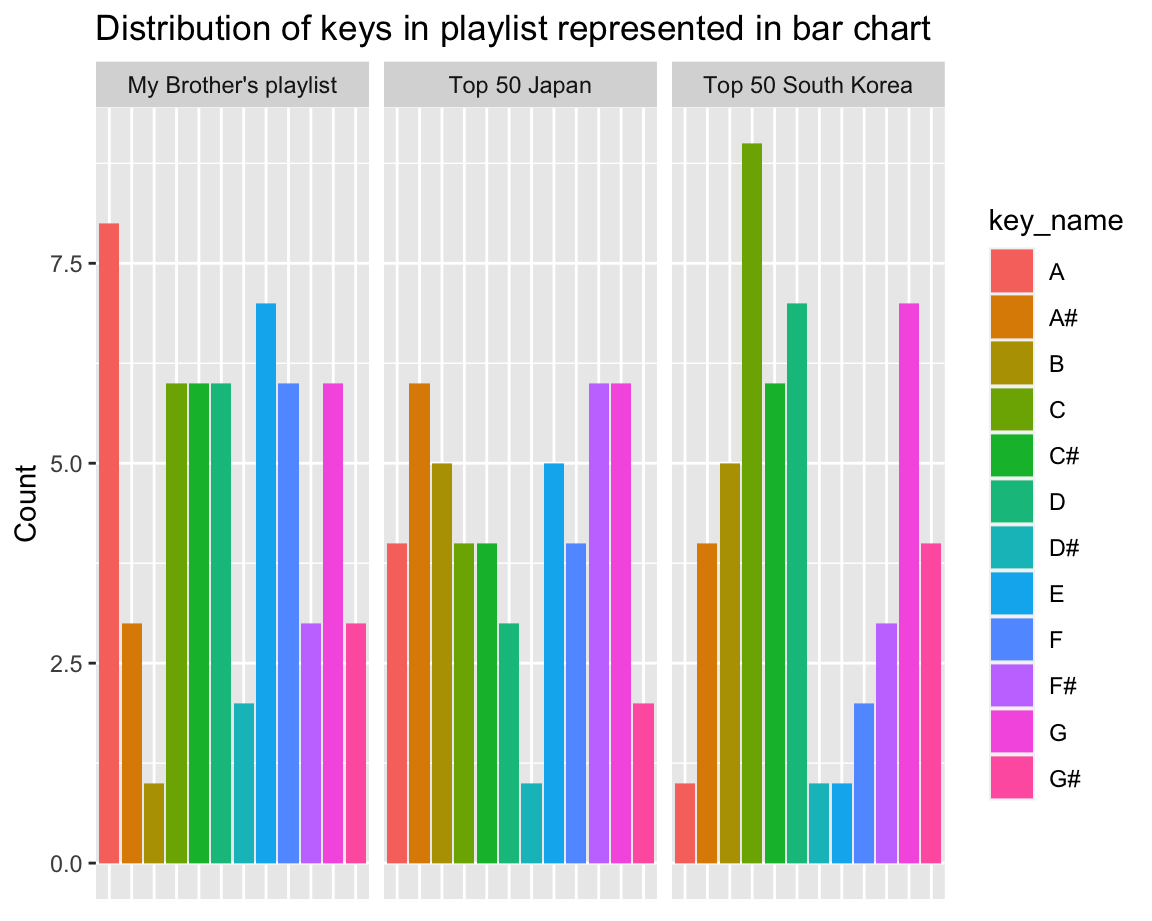 Distribution of keys in playlist represented in bar chart
My Brother's playlist
Top 50 Japan
Top 50 South Korea
Count
7.5
5.0
2.5
0.0
key_name
A
A#
B
C
C#
D
D#
E
F
F#
G
G#